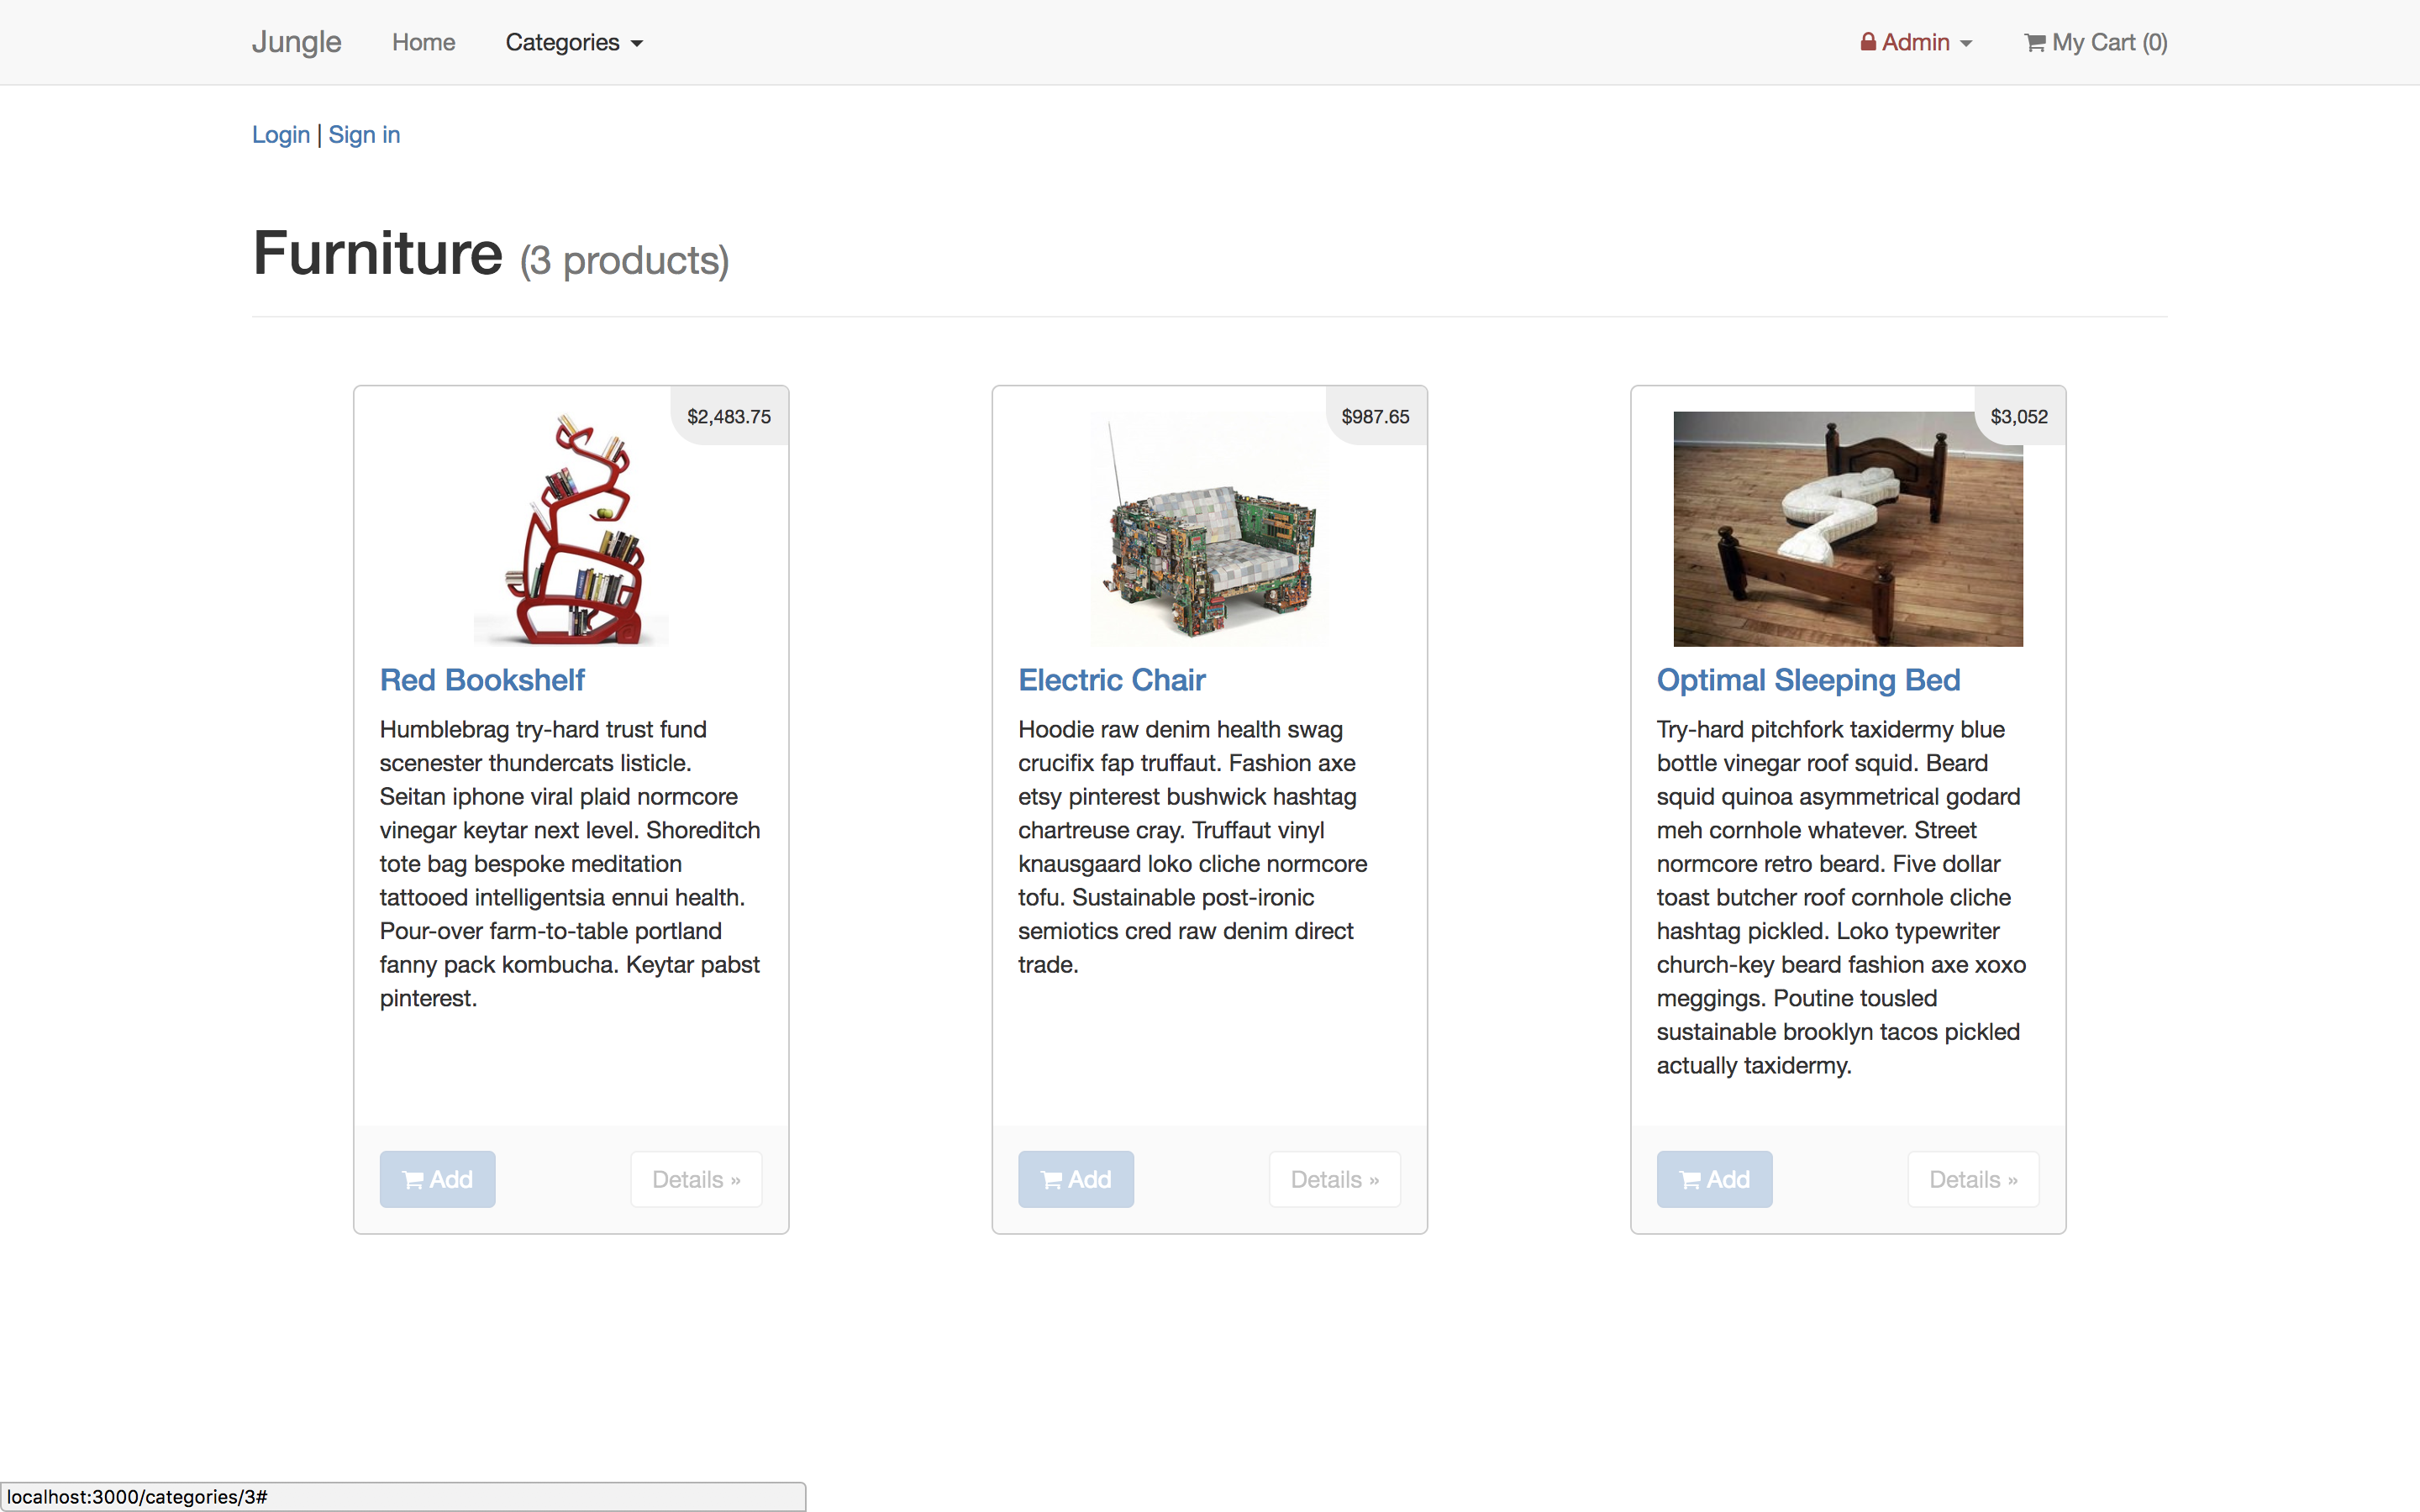 Jungle Home Categories Admin My Cart (0)
Login | Sign in
Furniture (3 products)
$2,483.75
Red Bookshelf
Humblebrag try-hard trust fund
scenester thundercats listicle.
Seitan iphone viral plaid normcore
vinegar keytar next level. Shoreditch
tote bag bespoke meditation
tattooed intelligentsia ennui health.
Pour-over farm-to-table portland
fanny pack kombucha. Keytar pabst
pinterest.
Add Details »
$987.65
Electric Chair
Hoodie raw denim health swag
crucifix fap truffaut. Fashion axe
etsy pinterest bushwick hashtag
chartreuse cray. Truffaut vinyl
knausgaard loko cliche normcore
tofu. Sustainable post-ironic
semiotics cred raw denim direct
trade.
Add Details »
$3,052
Optimal Sleeping Bed
Try-hard pitchfork taxidermy blue
bottle vinegar roof squid. Beard
squid quinoa asymmetrical godard
meh cornhole whatever. Street
normcore retro beard. Five dollar
toast butcher roof cornhole cliche
hashtag pickled. Loko typewriter
church-key beard fashion axe xoxo
meggings. Poutine tousled
sustainable brooklyn tacos pickled
actually taxidermy.
Add Details »
localhost:3000/categories/3#